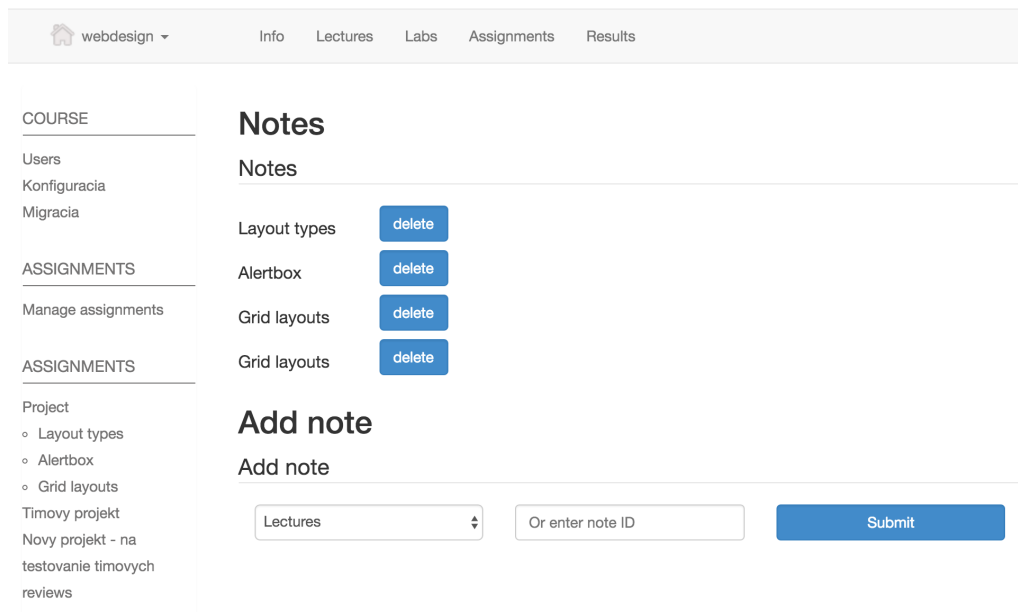 webdesign
Info
Lectures
Labs
Assignments
Results
COURSE
Users
Konfiguracia
Migracia
ASSIGNMENTS
Manage assignments
ASSIGNMENTS
Project
Layout types
Alertbox
Grid layouts
Timovy projekt
Novy projekt - na
testovanie timovych
reviews
Notes
Notes
Layout types delete
Alertbox delete
Grid layouts delete
Grid layouts delete
Add note
Add note
Lectures
Or enter note ID
Submit